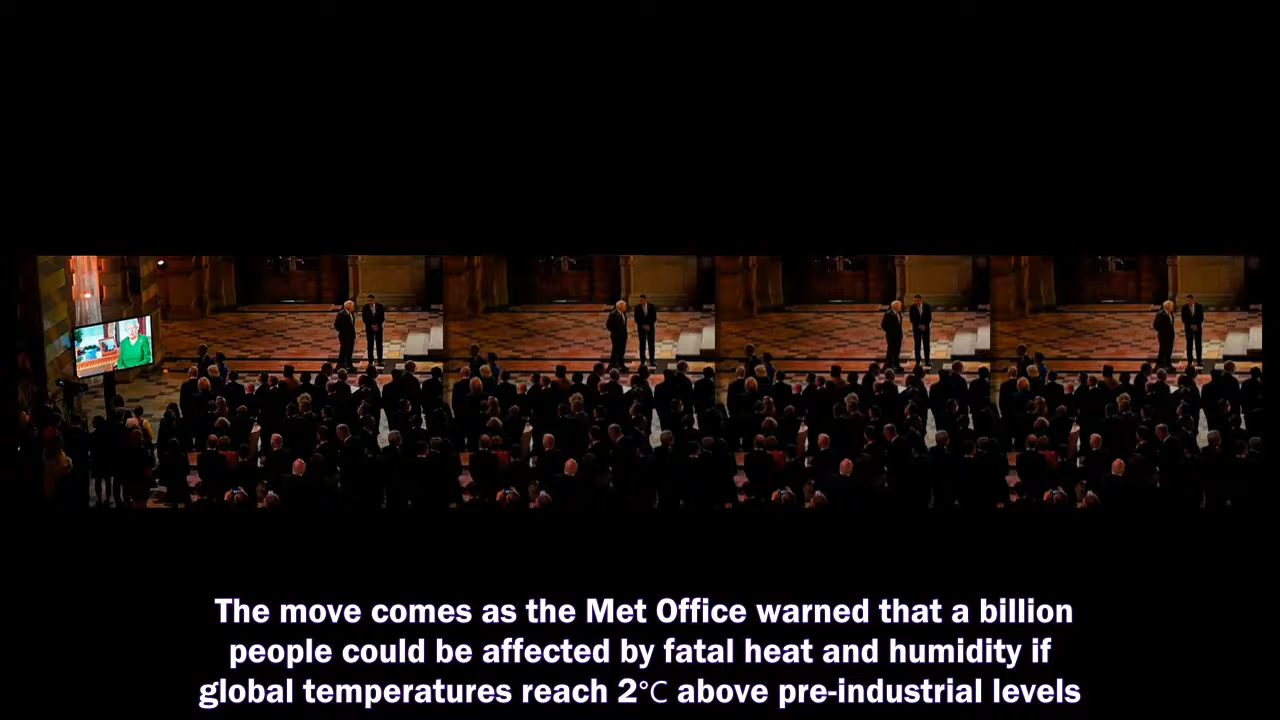 The move comes as the Met Office warned that a billion
people could be affected by fatal heat and humidity if
global temperatures reach 2℃ above pre-industrial levels